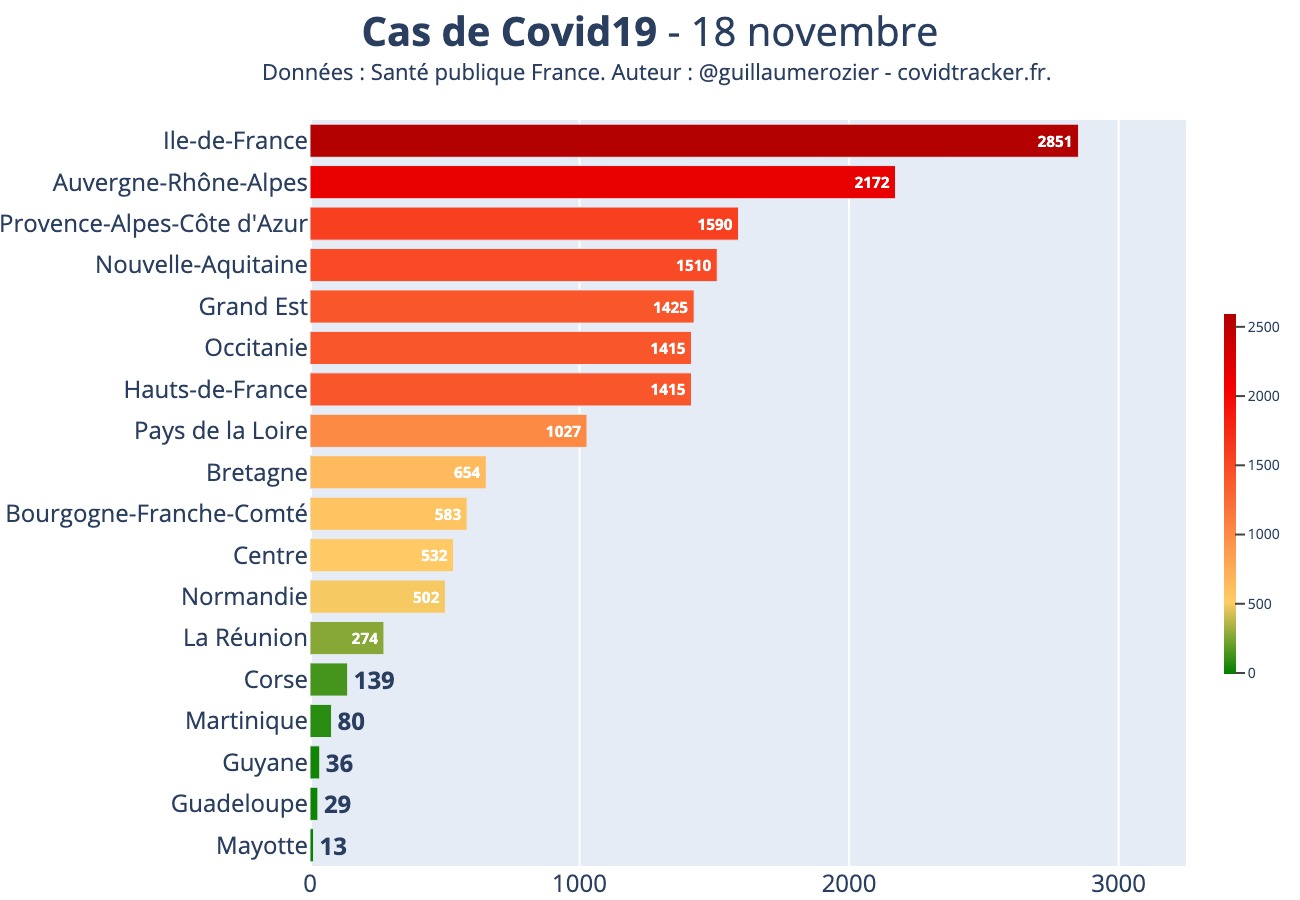 Cas de Covid19 - 18 novembre
Données : Santé publique France. Auteur : @guillaumerozier - covidtracker.fr.
Ile-de-France 2851
Auvergne-Rhône-Alpes 2172
Provence-Alpes-Côte d'Azur 1590
Nouvelle-Aquitaine 1510
Grand Est 1425
Occitanie 1415
Hauts-de-France 1415
Pays de la Loire 1027
Bretagne 654
Bourgogne-Franche-Comté 583
Centre 532
Normandie 502
La Réunion 274
Corse 139
Martinique 80
Guyane 36
Guadeloupe 29
Mayotte 13
0 1000 2000 3000
2500
2000
1500
1000
500
0